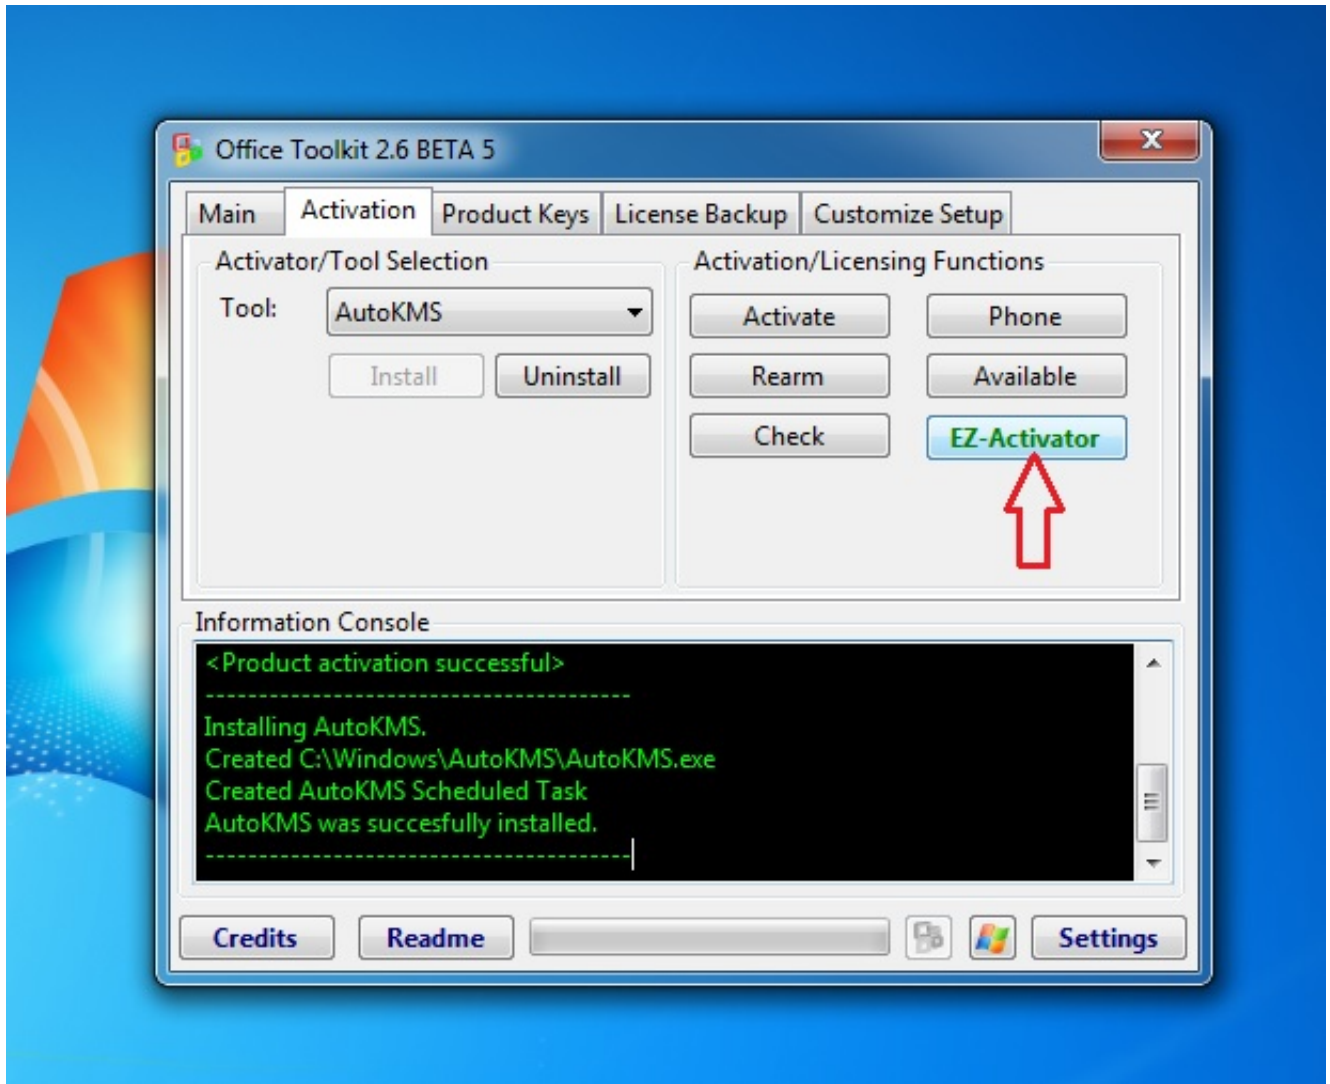 Office Toolkit 2.6 BETA 5
Main Activation Product Keys License Backup Customize Setup
Activator/Tool Selection
Tool: AutoKMS
Install Uninstall
Activation/Licensing Functions
Activate Phone
Rearm Available
Check EZ-Activator
Information Console
<Product activation successful>
----------------------------------------
Installing AutoKMS.
Created C:\Windows\AutoKMS\AutoKMS.exe
Created AutoKMS Scheduled Task
AutoKMS was succesfully installed.
----------------------------------------
Credits Readme Settings